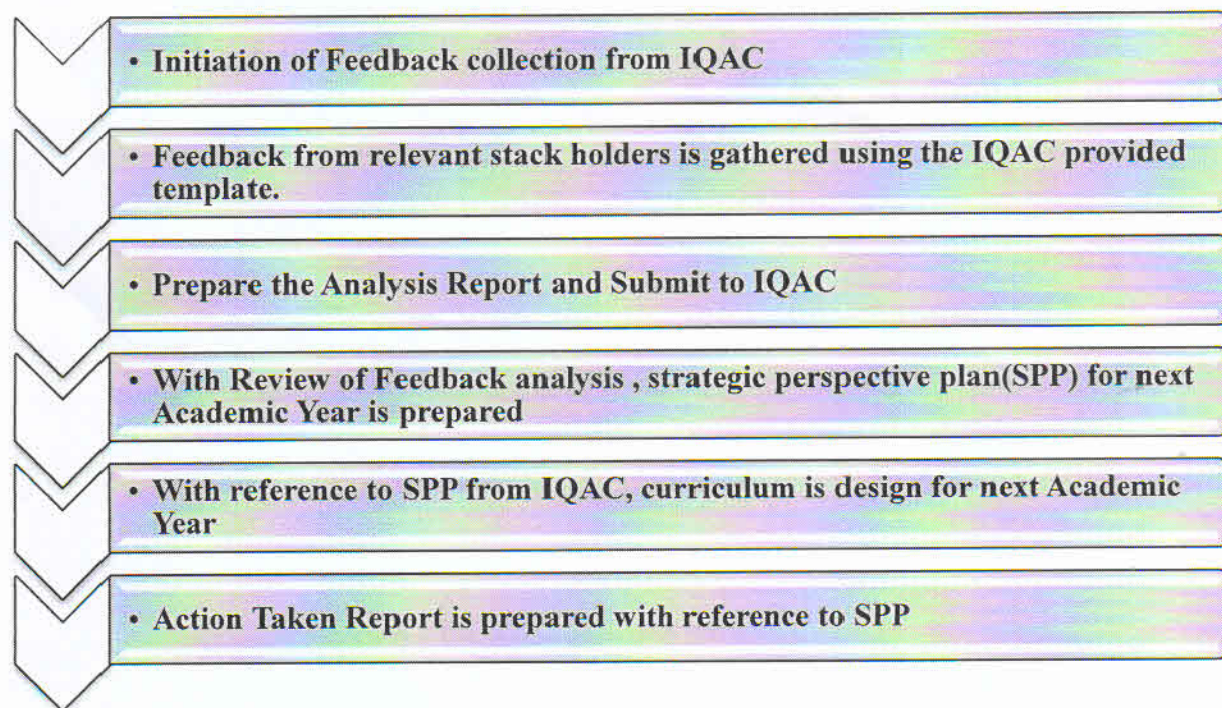 • Initiation of Feedback collection from IQAC
• Feedback from relevant stack holders is gathered using the IQAC provided
template.
• Prepare the Analysis Report and Submit to IQAC
• With Review of Feedback analysis , strategic perspective plan(SPP) for next
Academic Year is prepared
• With reference to SPP from IQAC, curriculum is design for next Academic
Year
• Action Taken Report is prepared with reference to SPP